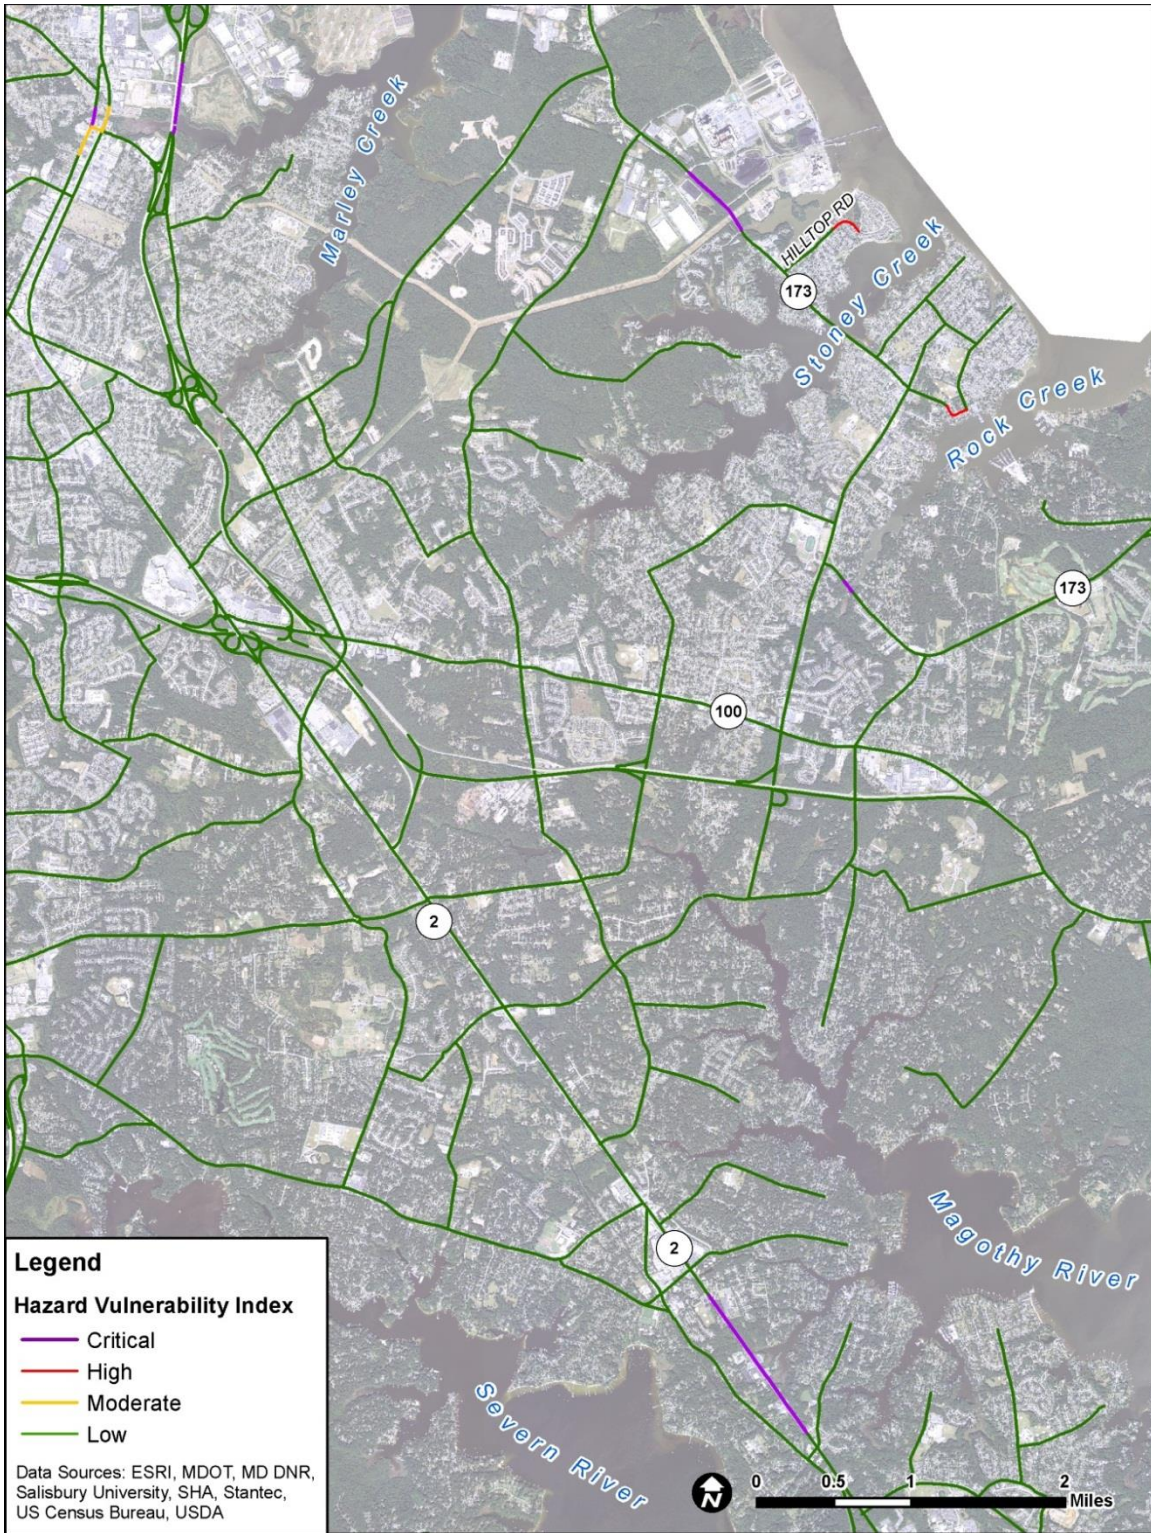 Marley Creek
HILLTOP RD
173
Stoney Creek
Rock Creek
173
100
2
2
Magothy River
Severn River
Legend
Hazard Vulnerability Index
Critical
High
Moderate
Low
Data Sources: ESRI, MDOT, MD DNR,
Salisbury University, SHA, Stantec,
US Census Bureau, USDA
N
0 0.5 1 2
Miles